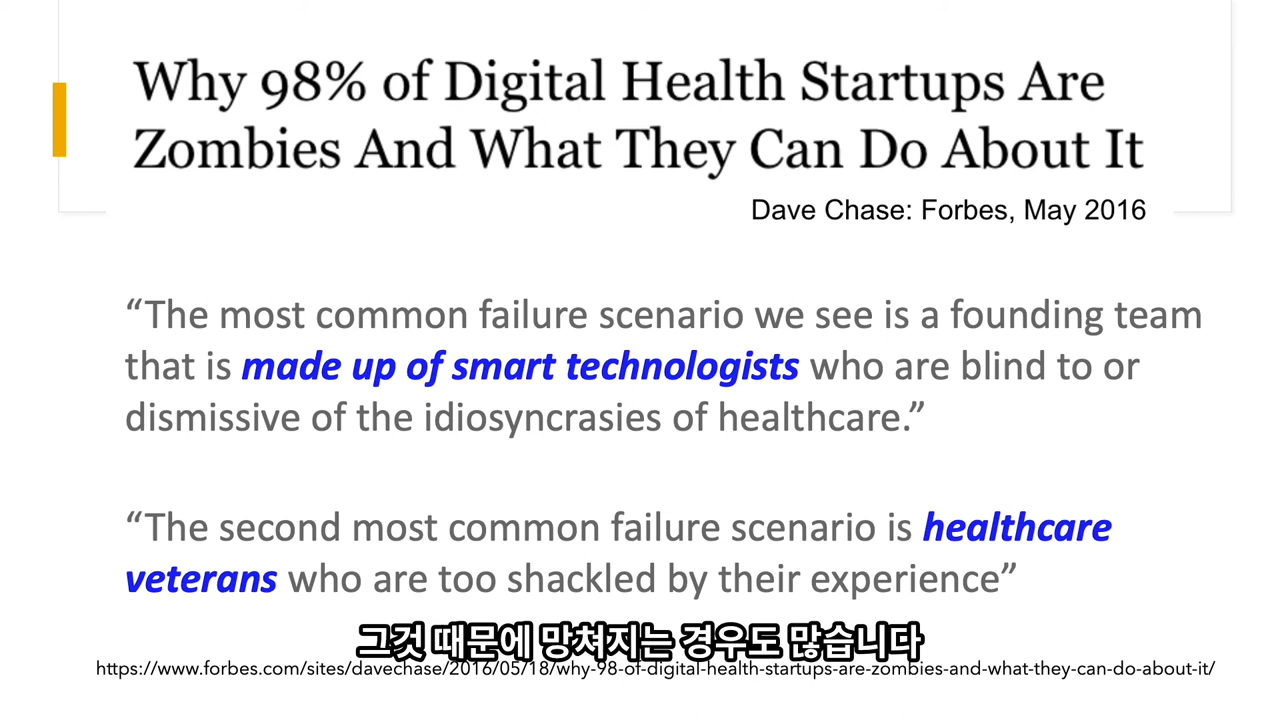 Why 98% of Digital Health Startups Are
Zombies And What They Can Do About It
Dave Chase: Forbes, May 2016
“The most common failure scenario we see is a founding team
that is made up of smart technologists who are blind to or
dismissive of the idiosyncrasies of healthcare.”
“The second most common failure scenario is healthcare
veterans who are too shackled by their experience”
그것 때문에 망쳐지는 경우도 많습니다
https://www.forbes.com/sites/davechase/2016/05/18/why-98-of-digital-health-startups-are-zombies-and-what-they-can-do-about-it/